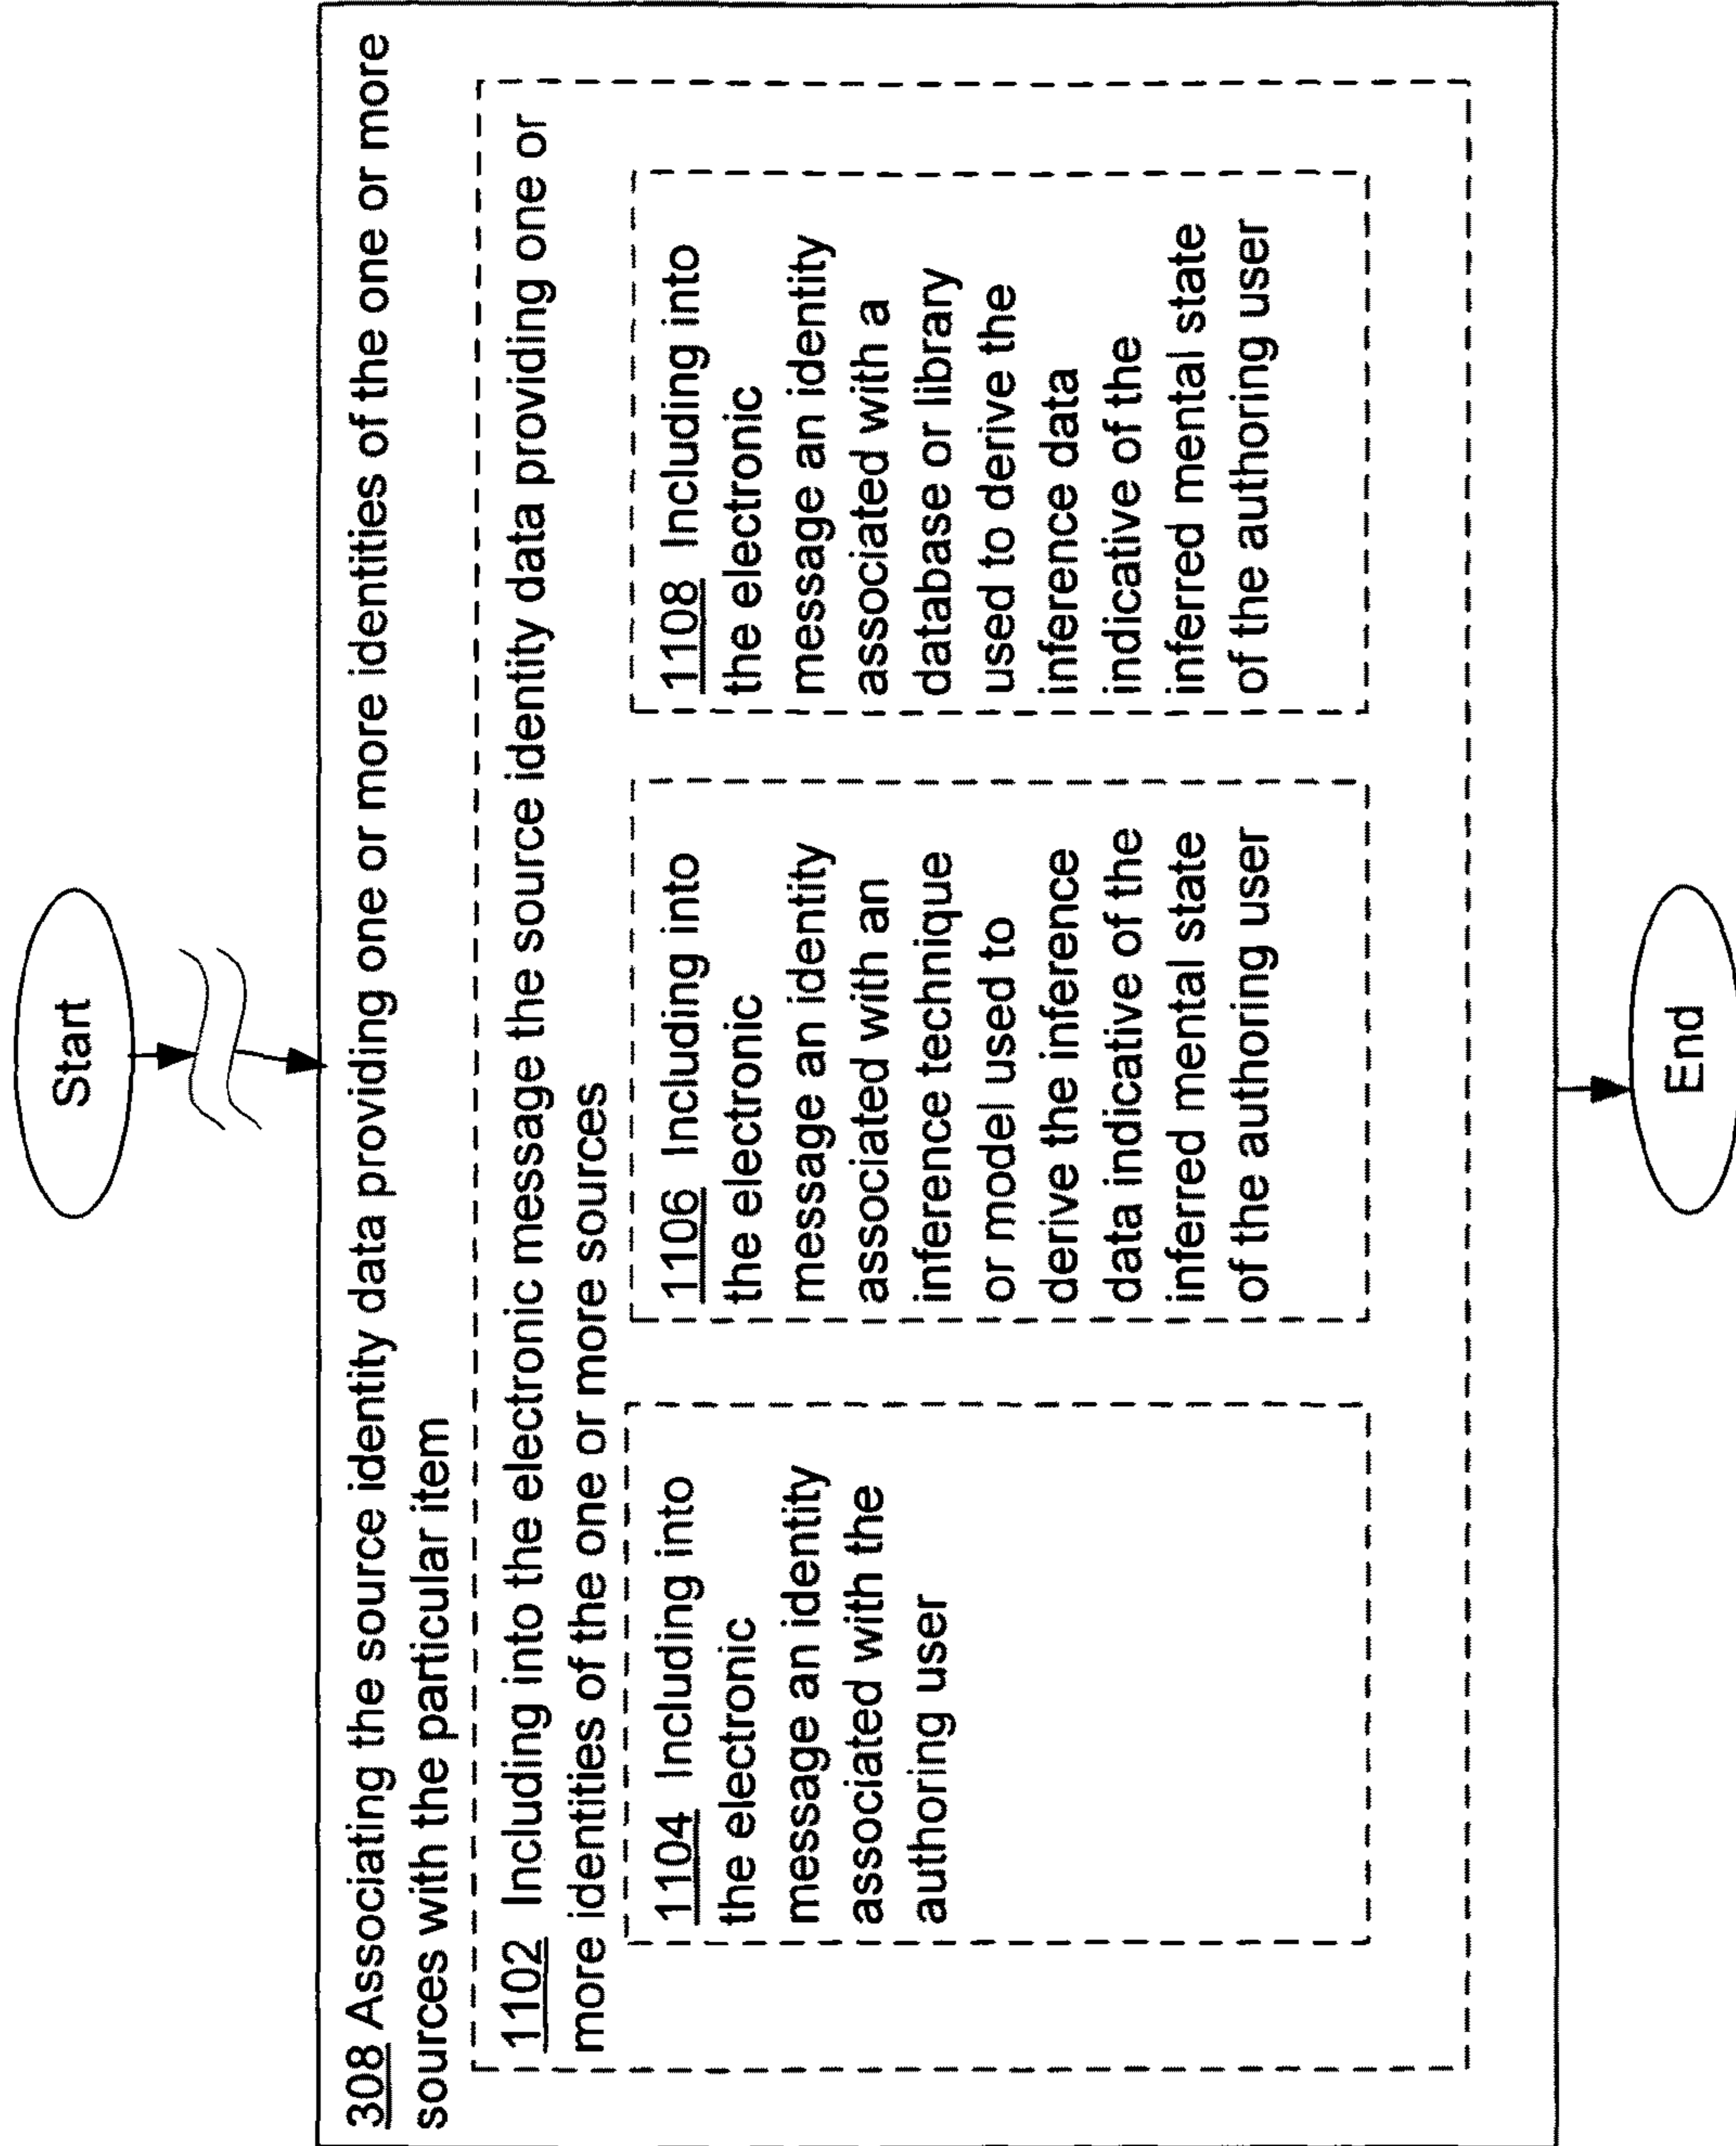 Start
308 Associating the source identity data providing one or more identities of the one or more
sources with the particular item
1102 Including into the electronic message the source identity data providing one or
more identities of the one or more sources
1104 Including into
the electronic
message an identity
associated with the
authoring user
1106 Including into
the electronic
message an identity
associated with an
inference technique
or model used to
derive the inference
data indicative of the
inferred mental state
of the authoring user
1108 Including into
the electronic
message an identity
associated with a
database or library
used to derive the
inference data
indicative of the
inferred mental state
of the authoring user
End